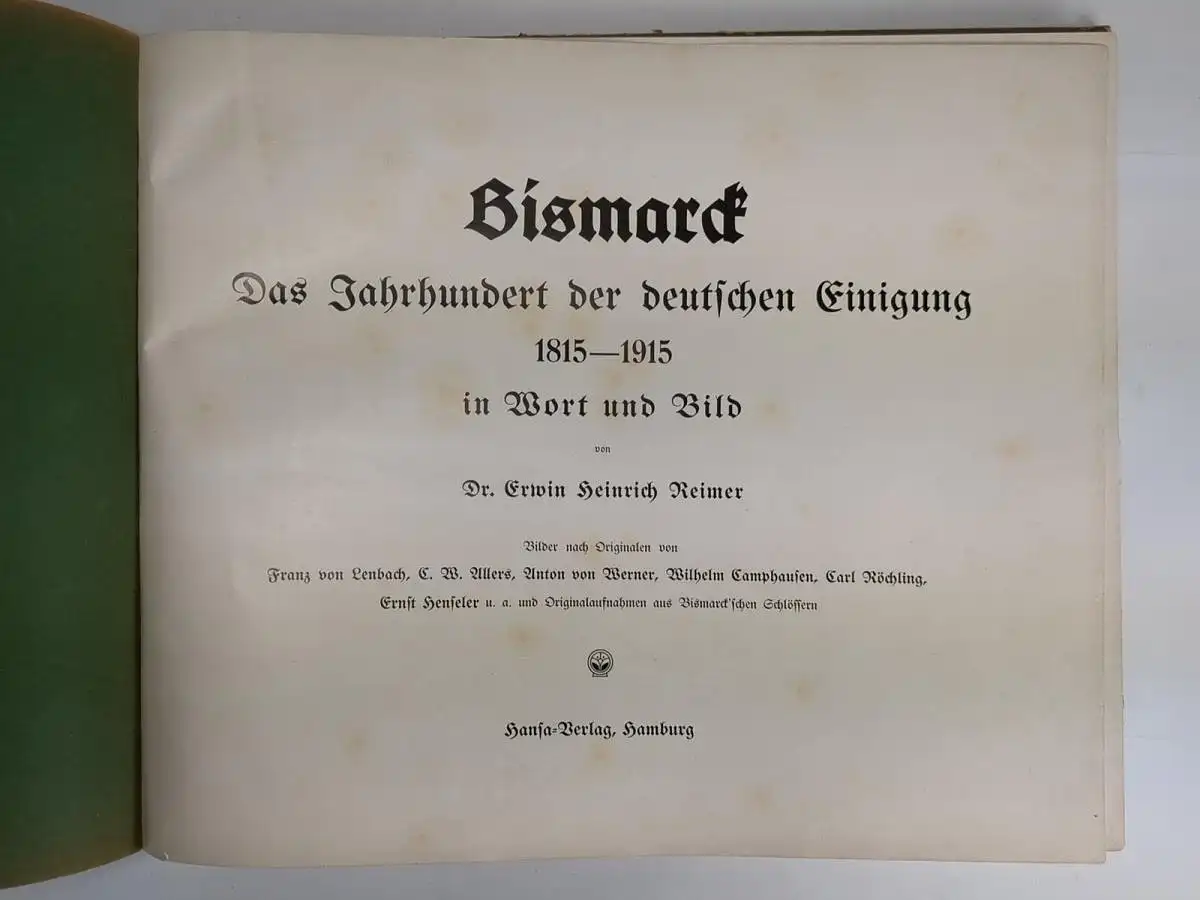 Bismarck
Das Jahrhundert der deutſchen Einigung
1815—1915
in Wort und Bild
von
Dr. Erwin Heinrich Reimer
Bilder nach Originalen von
Franz von Lenbach, C. W. Allers, Anton von Werner, Wilhelm Camphauſen, Carl Röchling,
Ernſt Henſeler u. a. und Originalaufnahmen aus Bismarck'ſchen Schlöſſern
Hanſa-Verlag, Hamburg